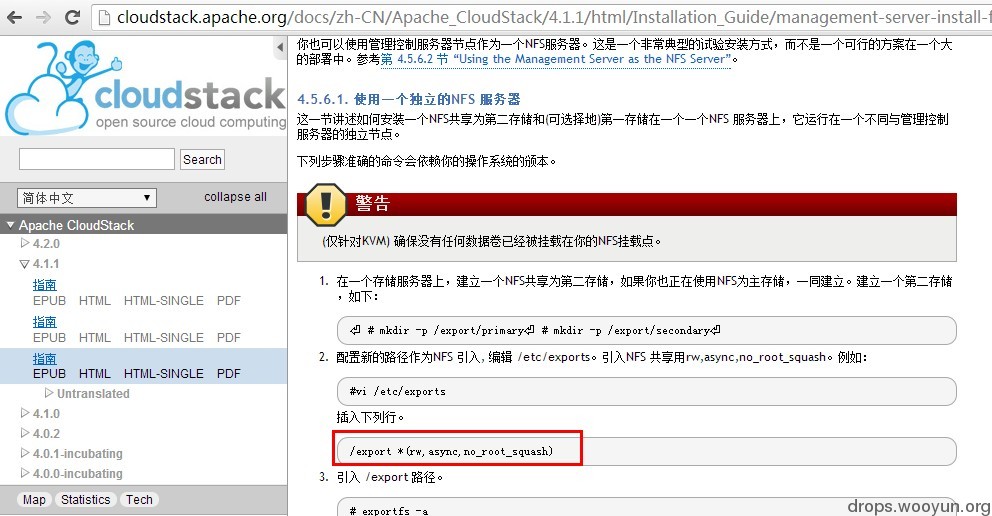 cloudstack.apache.org/docs/zh-CN/Apache_CloudStack/4.1.1/html/Installation_Guide/management-server-install-f
cloudstack
open source cloud computing
Search
简体中文
collapse all
Apache CloudStack
4.2.0
4.1.1
指南
EPUB HTML HTML-SINGLE PDF
指南
EPUB HTML HTML-SINGLE PDF
指南
EPUB HTML HTML-SINGLE PDF
Untranslated
4.1.0
4.0.2
4.0.1-incubating
4.0.0-incubating
Map Statistics Tech
你也可以使用管理控制服务器节点作为一个NFS服务器。这是一个非常典型的试验安装方式，而不是一个可行的方案在一个大
的部署中。参考第 4.5.6.2 节 “Using the Management Server as the NFS Server”。
4.5.6.1. 使用一个独立的NFS 服务器
这一节讲述如何安装一个NFS共享为第二存储和(可选择地)第一存储在一个一个NFS 服务器上，它运行在一个不同与管理控制
服务器的独立节点。
下列步骤准确的命令会依赖你的操作系统的颁本。
警告
(仅针对KVM) 确保没有任何数据卷已经被挂载在你的NFS挂载点。
1. 在一个存储服务器上，建立一个NFS共享为第二存储，如果你也正在使用NFS为主存储，一同建立。建立一个第二存储
，如下：
⏎ # mkdir -p /export/primary⏎ # mkdir -p /export/secondary⏎
2. 配置新的路径作为NFS 引入, 编辑 /etc/exports。引入NFS 共享用rw,async,no_root_squash。例如：
#vi /etc/exports
插入下列行。
/export *(rw,async,no_root_squash)
3. 引入 /export 路径。
# exportfs -a
drops.wooyun.org